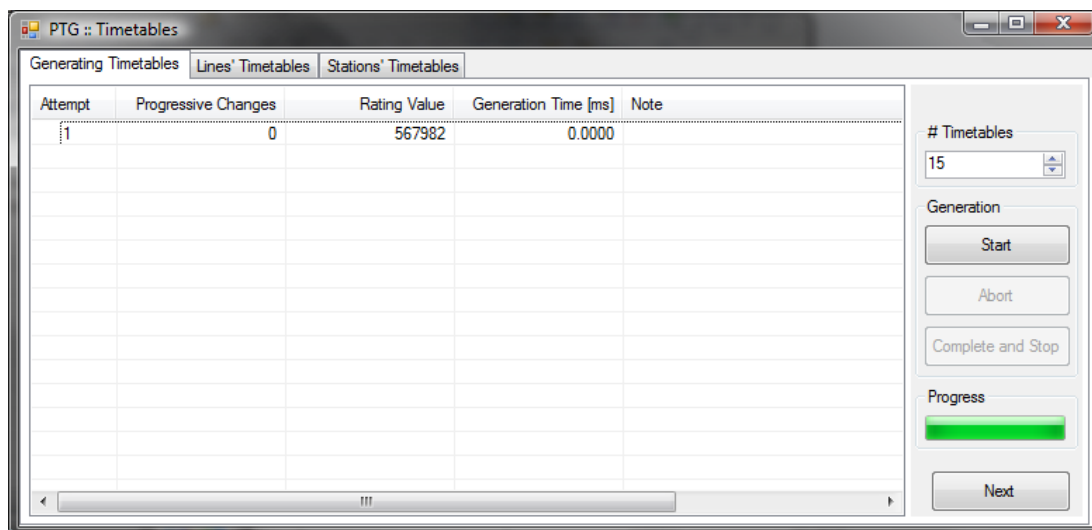 PTG :: Timetables
Generating Timetables Lines' Timetables Stations' Timetables
Attempt Progressive Changes Rating Value Generation Time [ms] Note
1 0 567982 0.0000
# Timetables
15
Generation
Start
Abort
Complete and Stop
Progress
Next